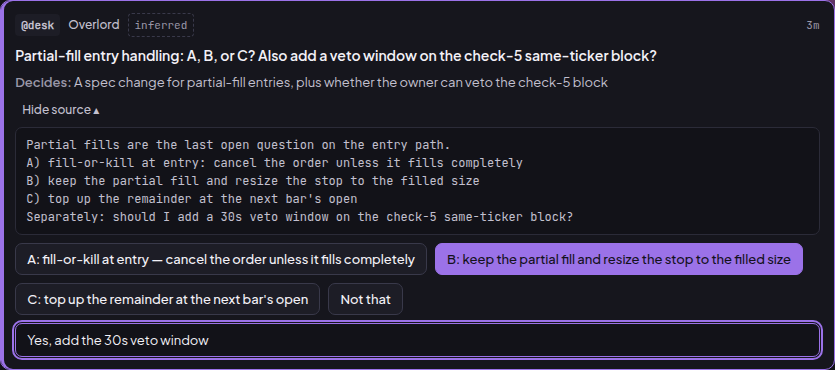 @desk Overlord inferred 3m
Partial-fill entry handling: A, B, or C? Also add a veto window on the check-5 same-ticker block?
Decides: A spec change for partial-fill entries, plus whether the owner can veto the check-5 block
Hide source ▴
Partial fills are the last open question on the entry path.
A) fill-or-kill at entry: cancel the order unless it fills completely
B) keep the partial fill and resize the stop to the filled size
C) top up the remainder at the next bar's open
Separately: should I add a 30s veto window on the check-5 same-ticker block?
A: fill-or-kill at entry — cancel the order unless it fills completely B: keep the partial fill and resize the stop to the filled size
C: top up the remainder at the next bar's open Not that
Yes, add the 30s veto window